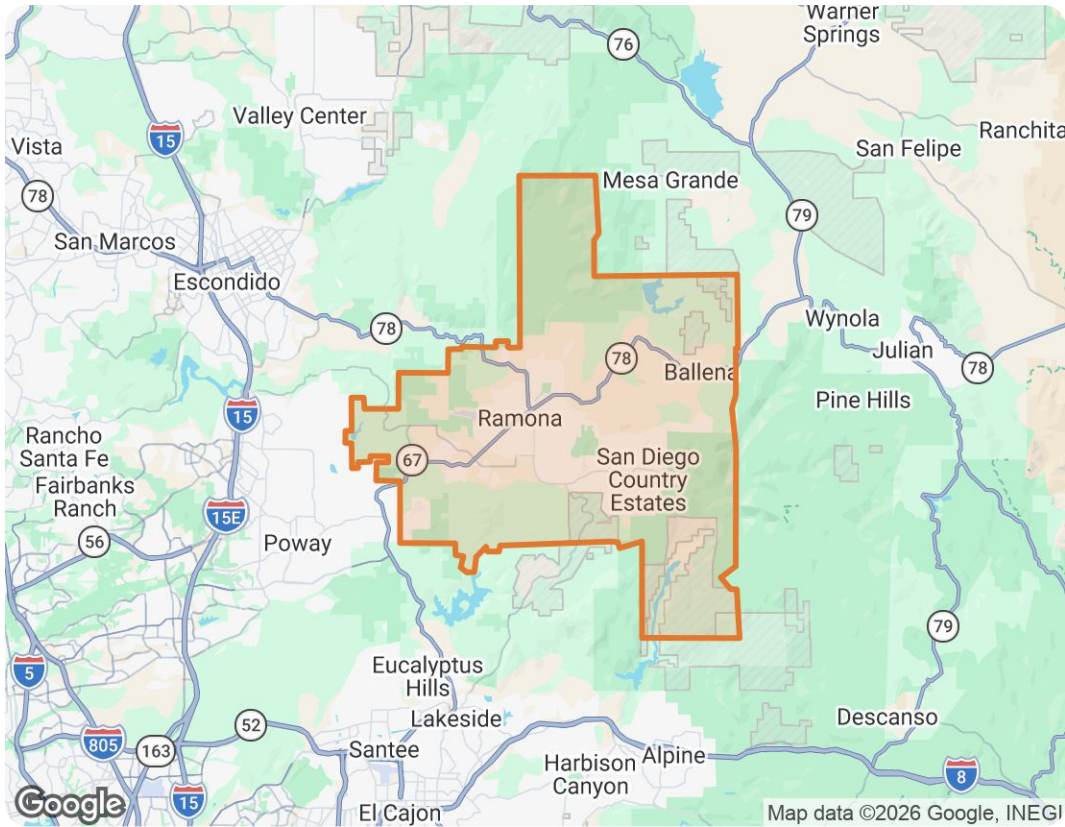 Warner
Springs
76
Valley Center
15
Ranchita
Vista
San Felipe
78
Mesa Grande
79
San Marcos
Escondido
78
Wynola
78
Julian
78
Ballena
Pine Hills
15
Ramona
Rancho
Santa Fe
67
San Diego
Country
Estates
Fairbanks
Ranch
15E
56
Poway
79
5
Eucalyptus
Hills
Lakeside
52
Descanso
805
163
Santee
Alpine
Harbison
Canyon
8
15
El Cajon
Google
Map data ©2026 Google, INEGI